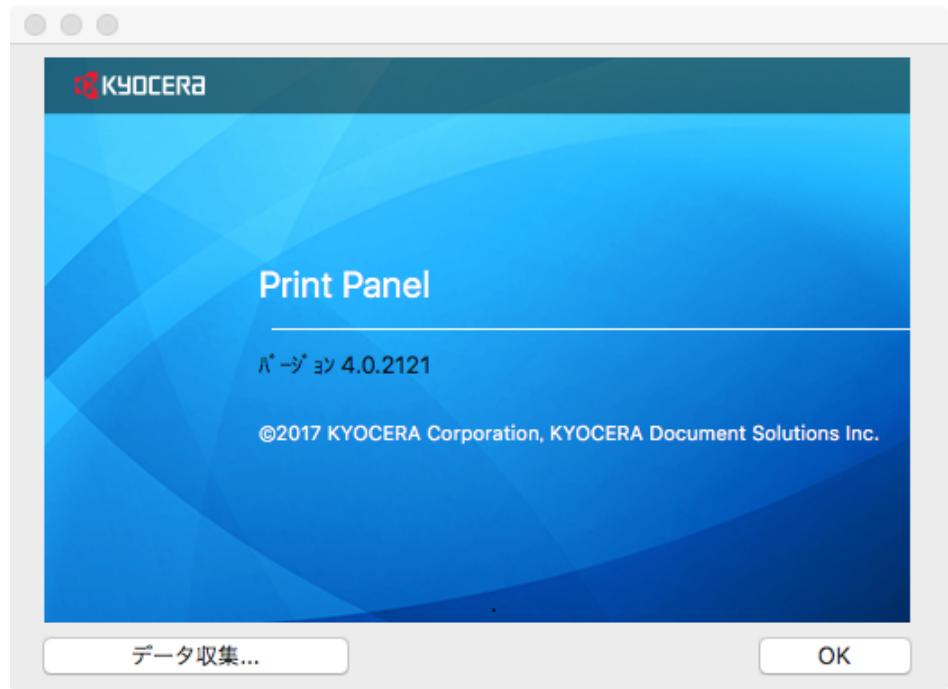 KYOCERA
Print Panel
ﾊﾞｰｼﾞｮﾝ 4.0.2121
©2017 KYOCERA Corporation, KYOCERA Document Solutions Inc.
データ収集...
OK